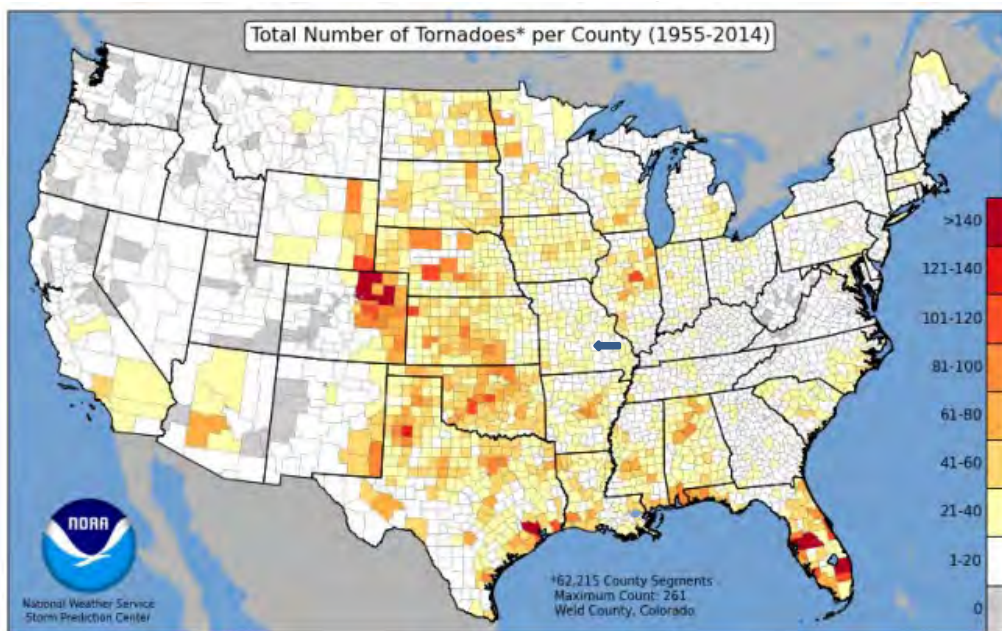 Total Number of Tornadoes* per County (1955-2014)
>140
121-140
101-120
81-100
61-80
41-60
21-40
1-20
0
NOAA
National Weather Service
Storm Prediction Center
*62,215 County Segments
Maximum Count: 261
Weld County, Colorado